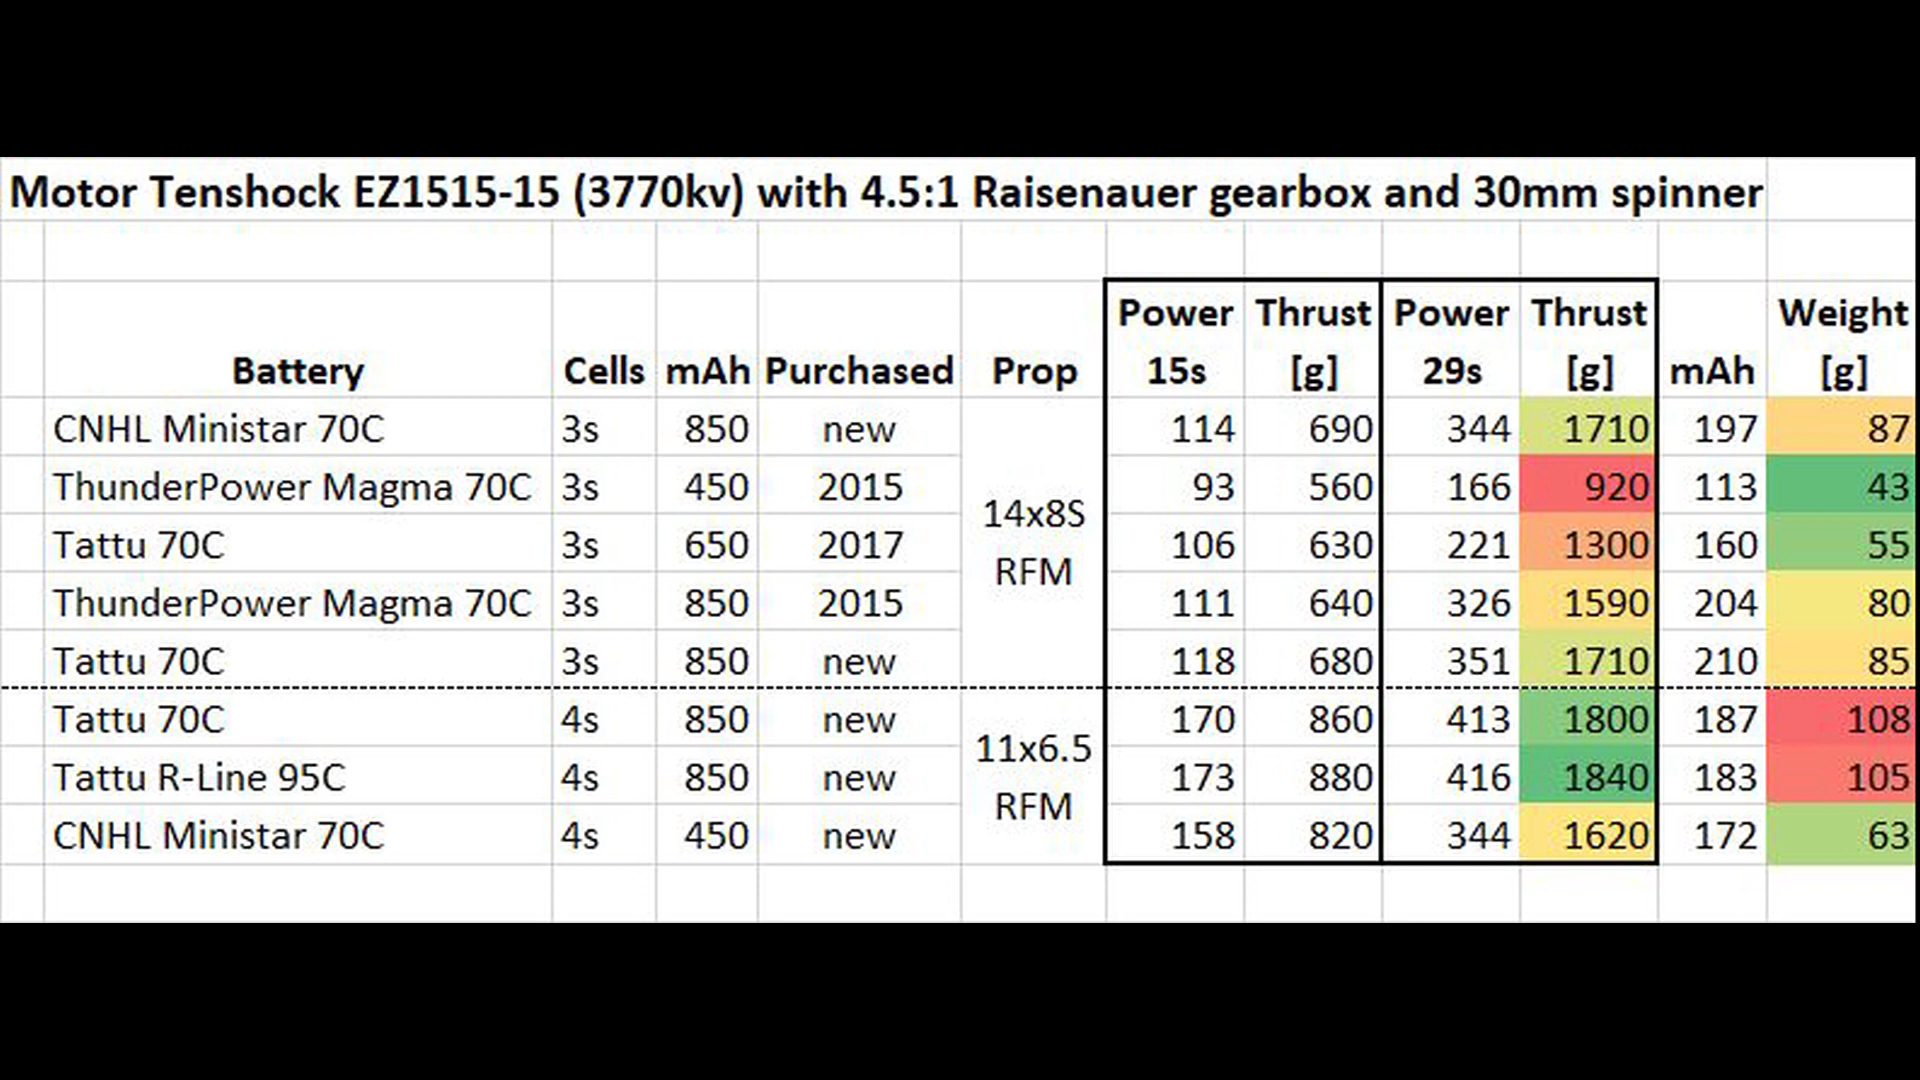 Motor Tenshock EZ1515-15 (3770kv) with 4.5:1 Raisenauer gearbox and 30mm spinner
Power Thrust Power Thrust Weight
Battery Cells mAh Purchased Prop 15s [g] 29s [g] mAh [g]
CNHL Ministar 70C 3s 850 new 114 690 344 1710 197 87
ThunderPower Magma 70C 3s 450 2015 93 560 166 920 113 43
14x8S
Tattu 70C 3s 650 2017 106 630 221 1300 160 55
RFM
ThunderPower Magma 70C 3s 850 2015 111 640 326 1590 204 80
Tattu 70C 3s 850 new 118 680 351 1710 210 85
Tattu 70C 4s 850 new 170 860 413 1800 187 108
11x6.5
Tattu R-Line 95C 4s 850 new 173 880 416 1840 183 105
RFM
CNHL Ministar 70C 4s 450 new 158 820 344 1620 172 63